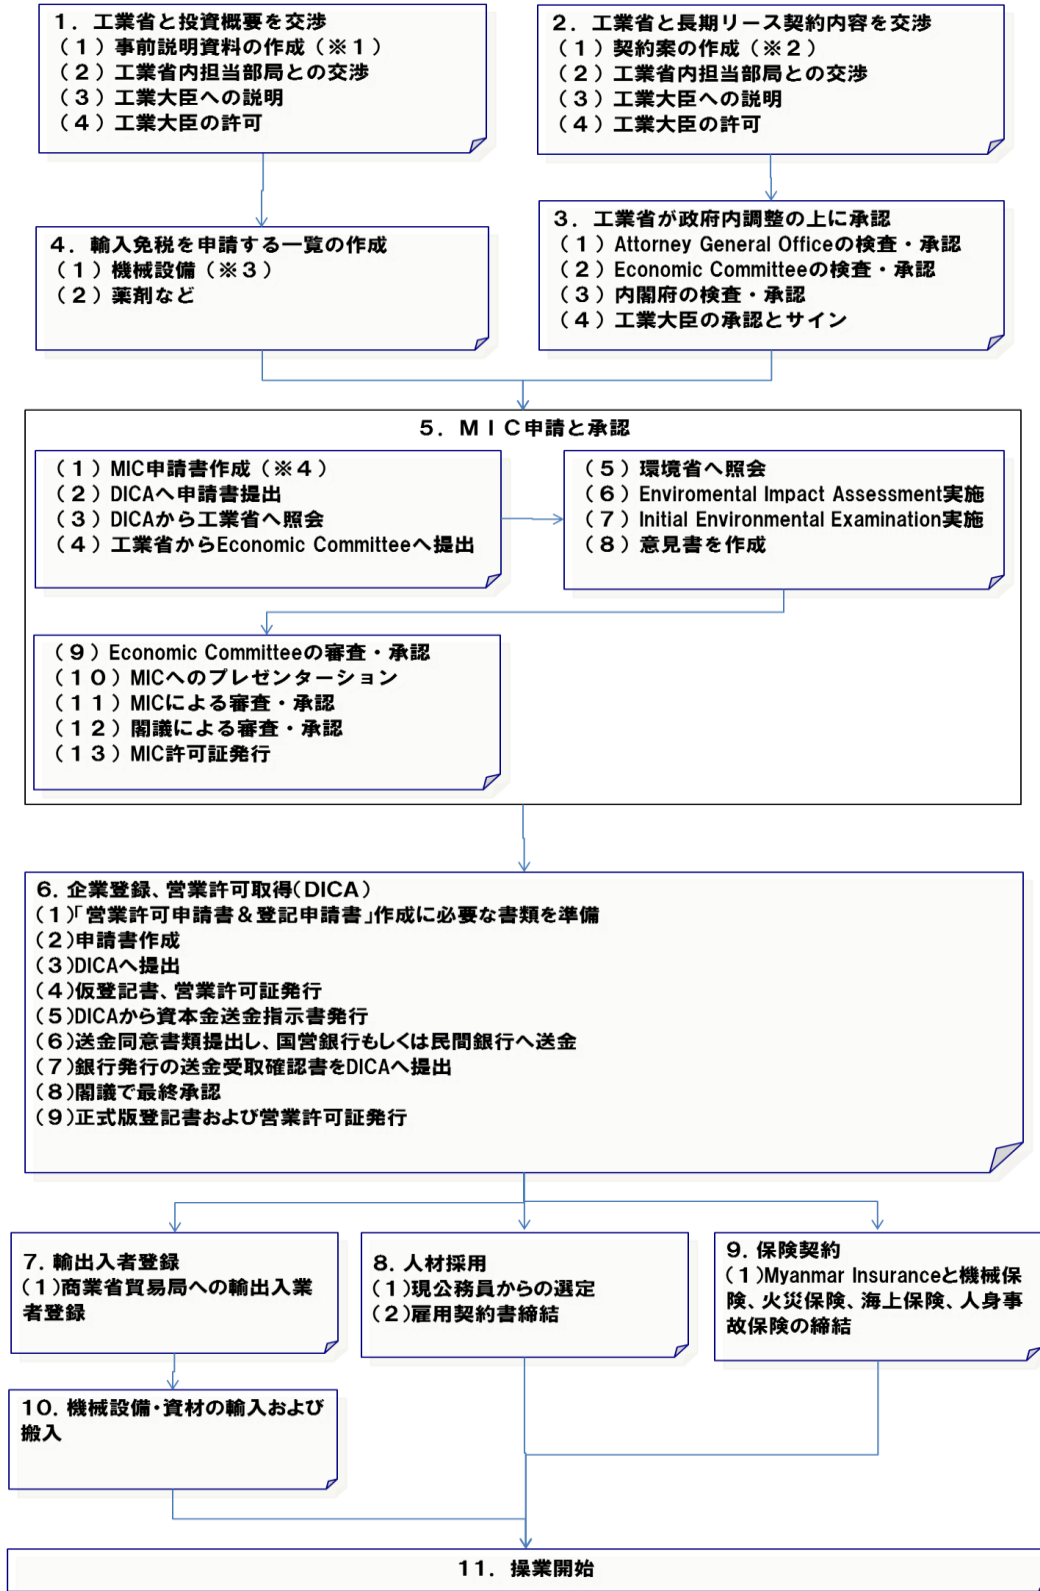 １．工業省と投資概要を交渉
（１）事前説明資料の作成（※１）
（２）工業省内担当部局との交渉
（３）工業大臣への説明
（４）工業大臣の許可
２．工業省と長期リース契約内容を交渉
（１）契約案の作成（※２）
（２）工業省内担当部局との交渉
（３）工業大臣への説明
（４）工業大臣の許可
３．工業省が政府内調整の上に承認
（１）Attorney General Officeの検査・承認
（２）Economic Committeeの検査・承認
（３）内閣府の検査・承認
（４）工業大臣の承認とサイン
４．輸入免税を申請する一覧の作成
（１）機械設備（※３）
（２）薬剤など
５．ＭＩＣ申請と承認
（１）MIC申請書作成（※４）
（２）DICAへ申請書提出
（３）DICAから工業省へ照会
（４）工業省からEconomic Committeeへ提出
（５）環境省へ照会
（６）Enviromental Impact Assessment実施
（７）Initial Environmental Examination実施
（８）意見書を作成
（９）Economic Committeeの審査・承認
（１０）MICへのプレゼンターション
（１１）MICによる審査・承認
（１２）閣議による審査・承認
（１３）MIC許可証発行
６．企業登録、営業許可取得（DICA）
（１）「営業許可申請書＆登記申請書」作成に必要な書類を準備
（２）申請書作成
（３）DICAへ提出
（４）仮登記書、営業許可証発行
（５）DICAから資本金送金指示書発行
（６）送金同意書類提出し、国営銀行もしくは民間銀行へ送金
（７）銀行発行の送金受取確認書をDICAへ提出
（８）閣議で最終承認
（９）正式版登記書および営業許可証発行
７．輸出入者登録
（１）商業省貿易局への輸出入業
者登録
８．人材採用
（１）現公務員からの選定
（２）雇用契約書締結
９．保険契約
（１）Myanmar Insuranceと機械保
険、火災保険、海上保険、人身事
故保険の締結
１０．機械設備・資材の輸入および
搬入
１１．操業開始